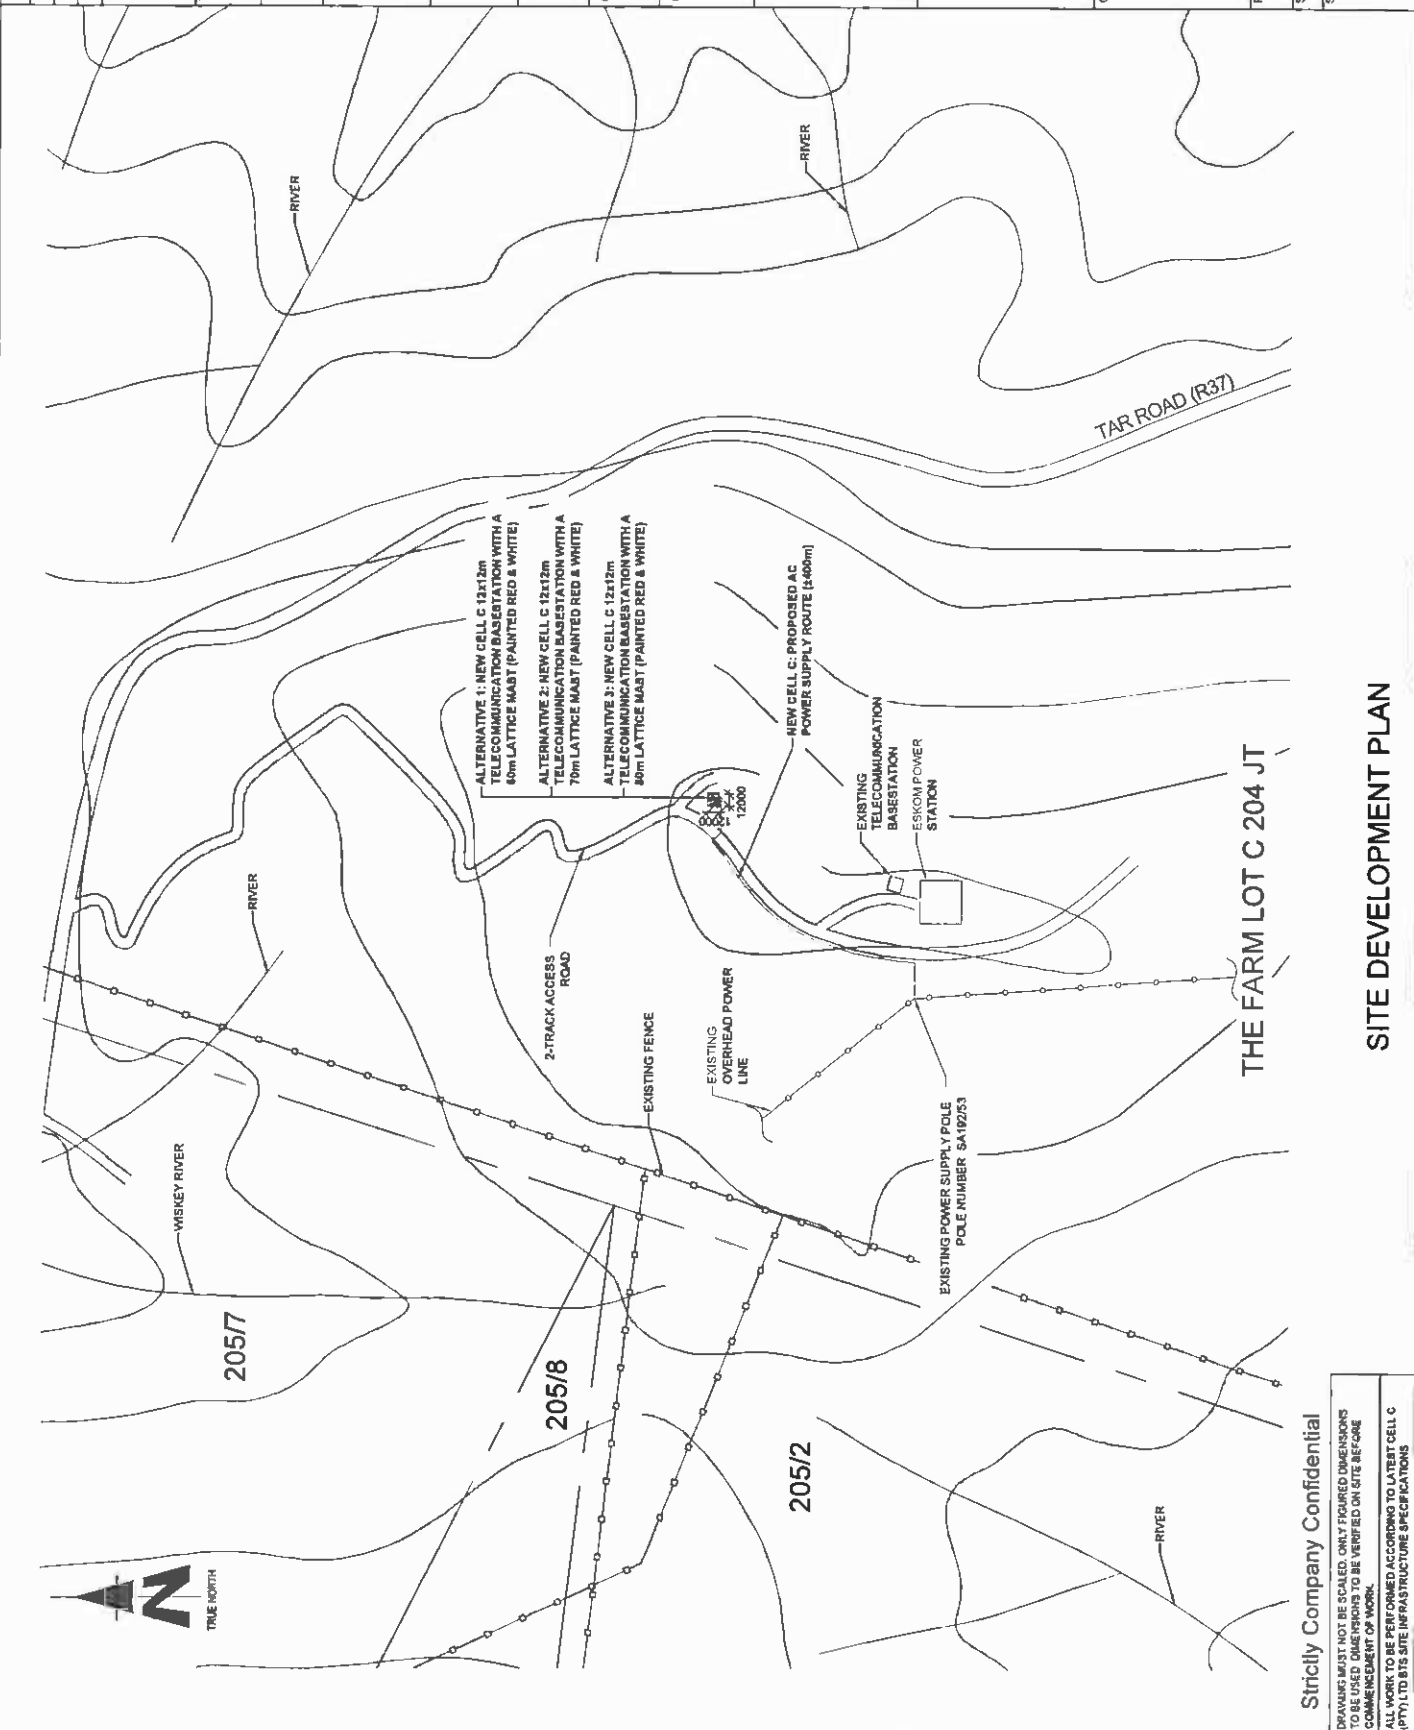 TRUE NORTH
N
205/7
WISKEY RIVER
RIVER
RIVER
205/8
EXISTING FENCE
2-TRACK ACCESS
ROAD
ALTERNATIVE 1: NEW CELL C 12x12m
TELECOMMUNICATION BASESTATION WITH A
60m LATTICE MAST (PAINTED RED & WHITE)
ALTERNATIVE 2: NEW CELL C 12x12m
TELECOMMUNICATION BASESTATION WITH A
70m LATTICE MAST (PAINTED RED & WHITE)
ALTERNATIVE 3: NEW CELL C 12x12m
TELECOMMUNICATION BASESTATION WITH A
80m LATTICE MAST (PAINTED RED & WHITE)
12000
12000
205/2
EXISTING
OVERHEAD POWER
LINE
NEW CELL C: PROPOSED AC
POWER SUPPLY ROUTE (±400m)
RIVER
EXISTING
TELECOMMUNICATION
BASESTATION
ESKOM POWER
STATION
EXISTING POWER SUPPLY POLE
POLE NUMBER SA192/53
TAR ROAD (R37)
RIVER
THE FARM LOT C 204 JT
SITE DEVELOPMENT PLAN
Strictly Company Confidential
DRAWING MUST NOT BE SCALED. ONLY FIGURED DIMENSIONS
TO BE USED. DIMENSIONS TO BE VERIFIED ON SITE BEFORE
COMMENCEMENT OF WORK.
ALL WORK TO BE PERFORMED ACCORDING TO LATEST CELL C
(PTY) LTD BTS SITE INFRASTRUCTURE SPECIFICATIONS